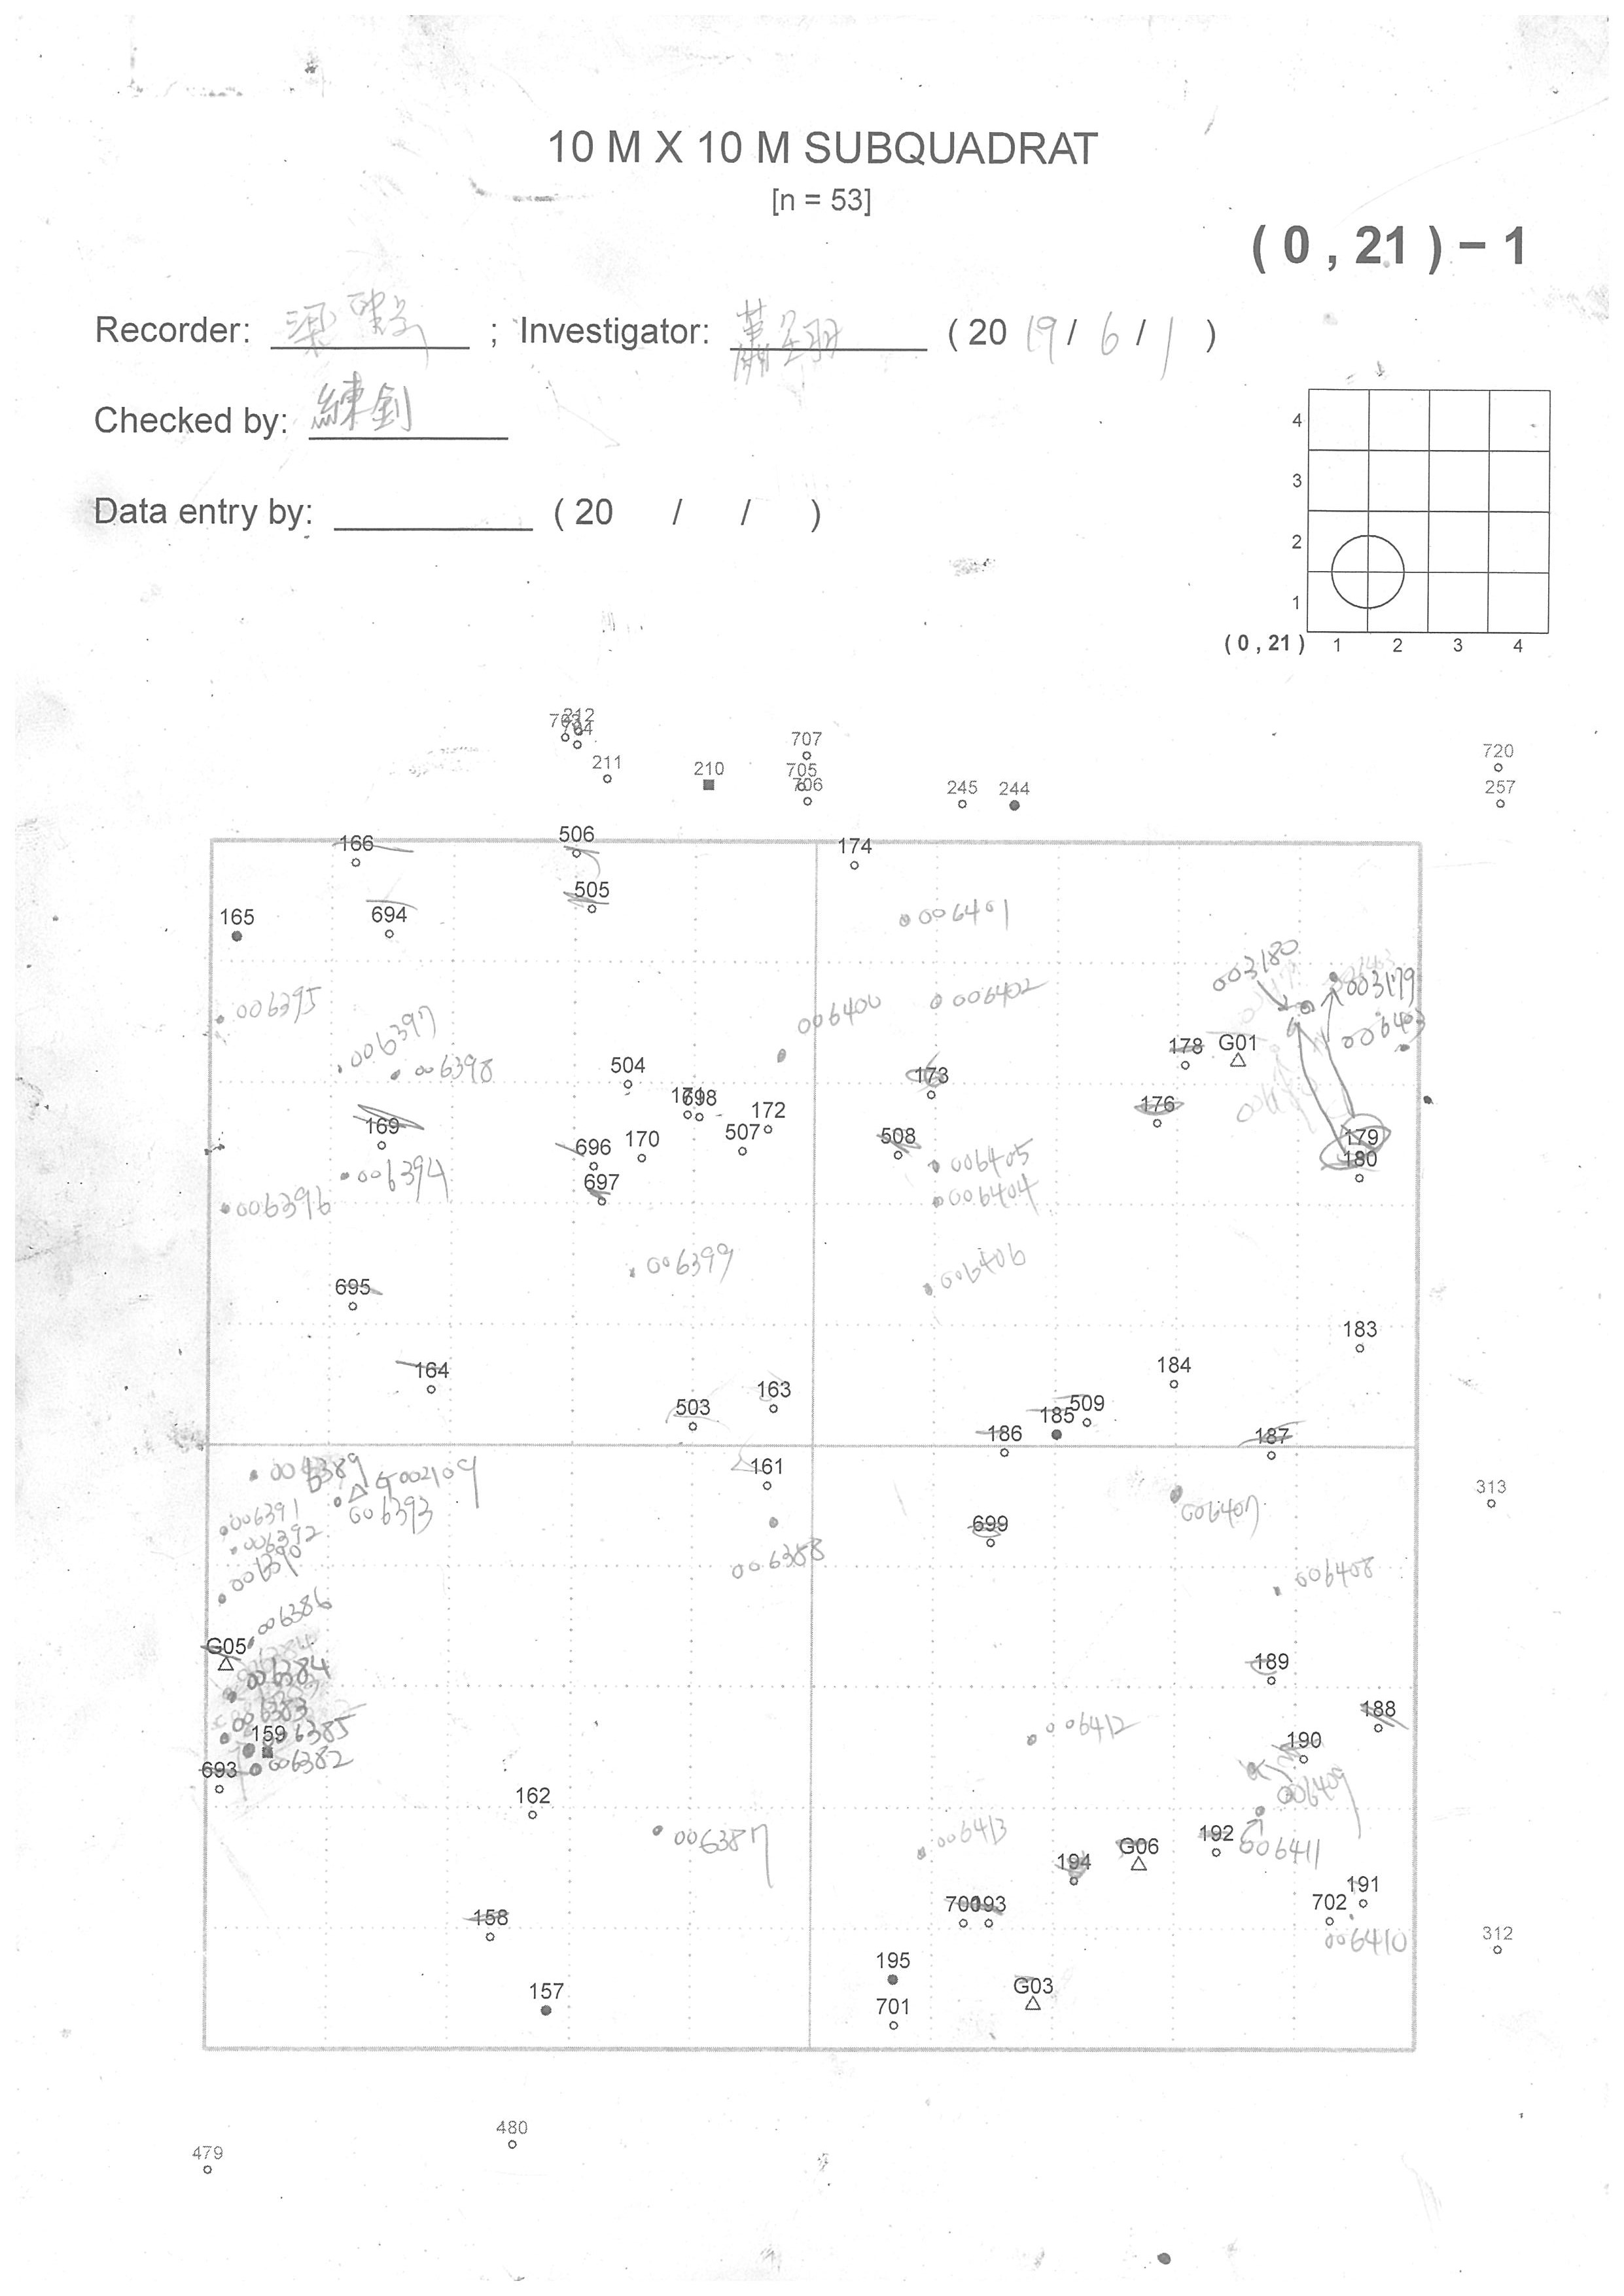 10 M X 10 M SUBQUADRAT
[n = 53]
( 0 , 21 ) − 1
Recorder: ; Investigator: ( 20 19 / 6 / 1 )
Checked by: 練釗
Data entry by: ( 20 / / )
4
3
2
1
( 0 , 21 ) 1 2 3 4
212
704
707
211 210 705
706
245 244
720
257
166 506 174
505
165 694
006401
003180
006395 006400 006402 003179
006397 006403
006398 504 178 G01
171 698 172 173 176
169 696 170 507 508 179
006394 697 006405 180
006396 006404
006399 006406
695 183
164 184
503 163 185 509
186 187
006389 G002109 161 313
006391 006393 006407
006392 699
006390 006388 006408
006386
G05 189
006384
006383 188
159 6385 006412 190
693 006382
162 006409
006387 006413 G06 192 006411
194
158 700 193 702 191
006410 312
195
157 G03
701
480
479